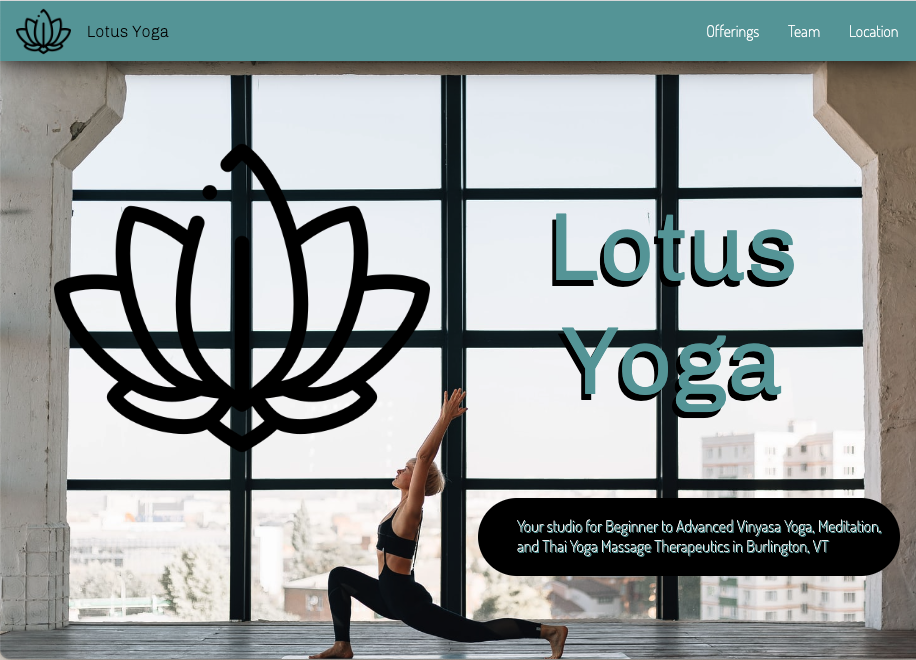 Lotus Yoga
Offerings Team Location
Lotus
Yoga
Your studio for Beginner to Advanced Vinyasa Yoga, Meditation,
and Thai Yoga Massage Therapeutics in Burlington, VT